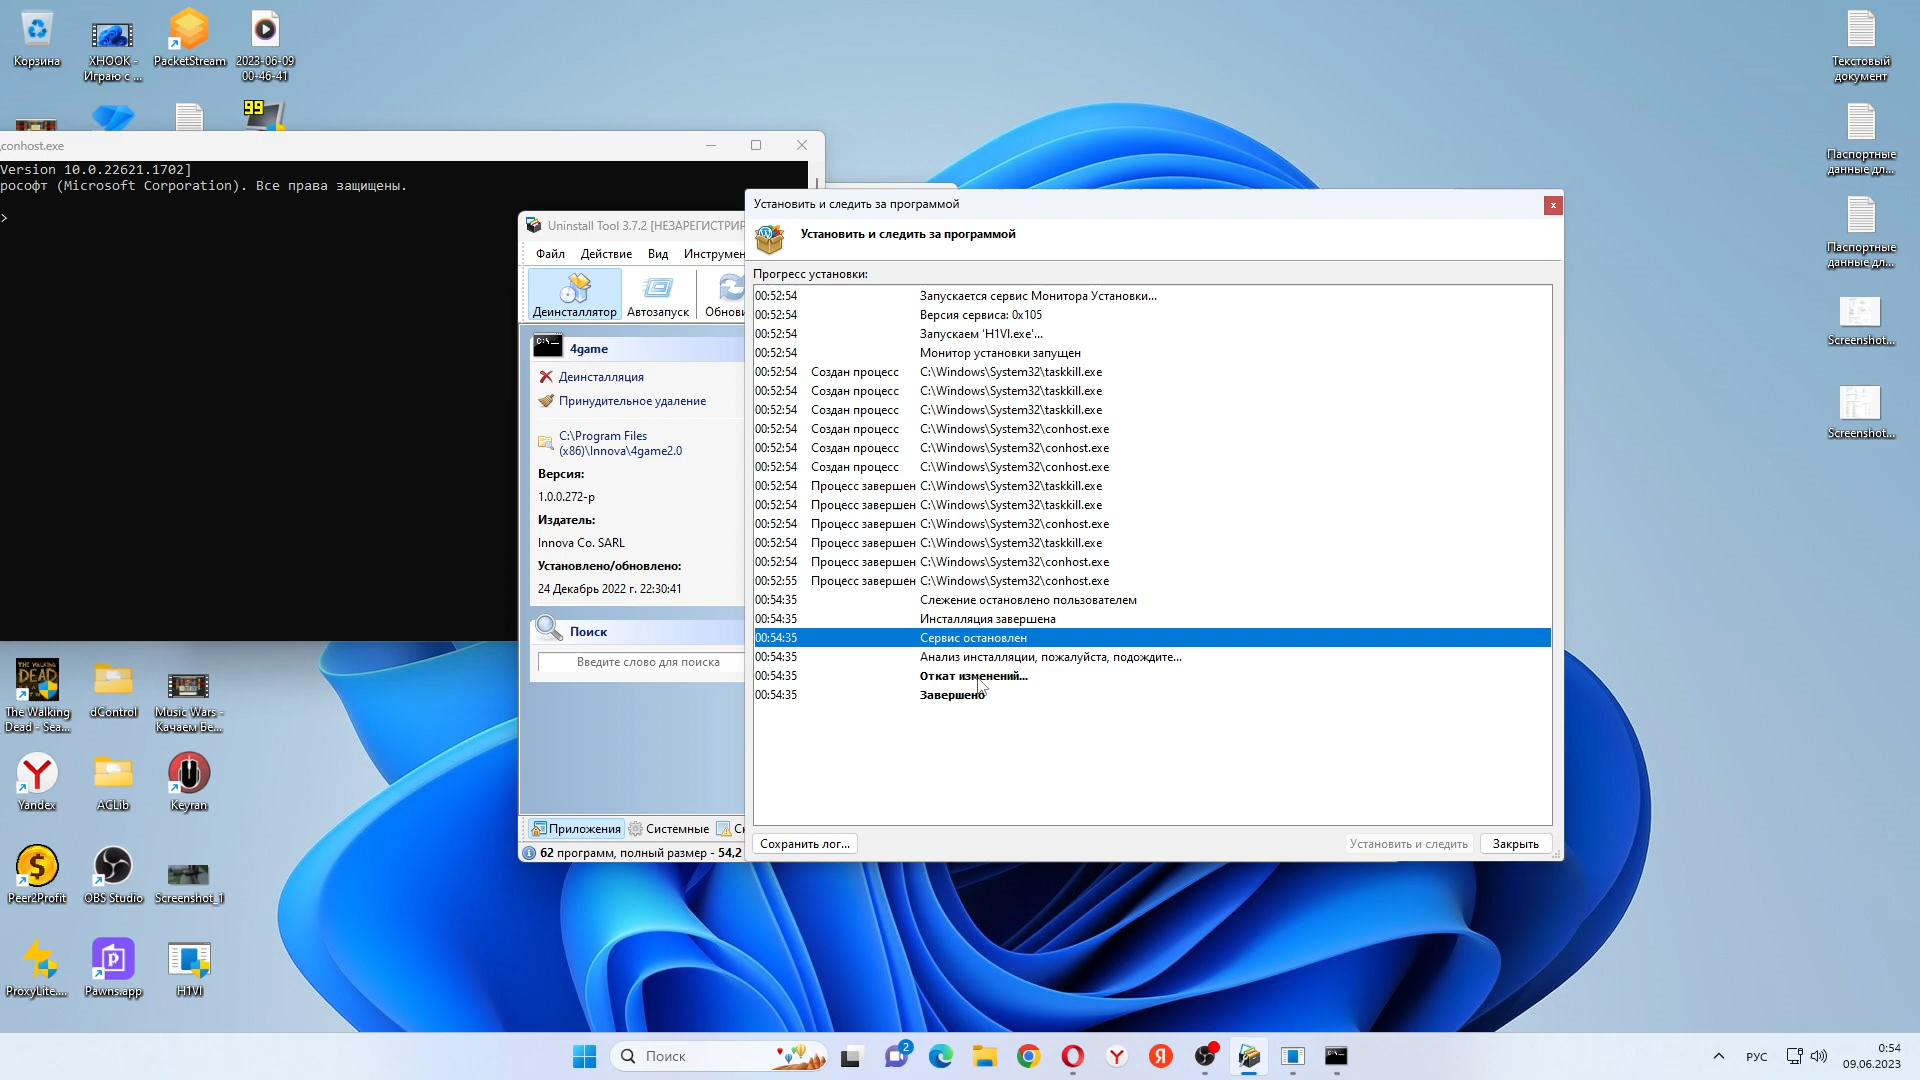 Корзина
XHOOK -
Играю с ...
PacketStream
2023-06-09
00-46-41
99
Текстовый
документ
Паспортные
данные дл...
Паспортные
данные дл...
Screenshot...
Screenshot...
conhost.exe
Version 10.0.22621.1702]
рософт (Microsoft Corporation). Все права защищены.
>
Uninstall Tool 3.7.2 [НЕЗАРЕГИСТРИР
Файл Действие Вид Инструмен
Деинсталлятор Автозапуск Обнови
4game
Деинсталляция
Принудительное удаление
C:\Program Files
(x86)\Innova\4game2.0
Версия:
1.0.0.272-p
Издатель:
Innova Co. SARL
Установлено/обновлено:
24 Декабрь 2022 г. 22:30:41
Поиск
Введите слово для поиска
Приложения Системные Ск
62 программ, полный размер - 54,2
Установить и следить за программой
x
Установить и следить за программой
Прогресс установки:
00:52:54 Запускается сервис Монитора Установки...
00:52:54 Версия сервиса: 0x105
00:52:54 Запускаем 'H1VI.exe'...
00:52:54 Монитор установки запущен
00:52:54 Создан процесс C:\Windows\System32\taskkill.exe
00:52:54 Создан процесс C:\Windows\System32\taskkill.exe
00:52:54 Создан процесс C:\Windows\System32\taskkill.exe
00:52:54 Создан процесс C:\Windows\System32\conhost.exe
00:52:54 Создан процесс C:\Windows\System32\conhost.exe
00:52:54 Создан процесс C:\Windows\System32\conhost.exe
00:52:54 Процесс завершен C:\Windows\System32\taskkill.exe
00:52:54 Процесс завершен C:\Windows\System32\taskkill.exe
00:52:54 Процесс завершен C:\Windows\System32\conhost.exe
00:52:54 Процесс завершен C:\Windows\System32\taskkill.exe
00:52:54 Процесс завершен C:\Windows\System32\conhost.exe
00:52:55 Процесс завершен C:\Windows\System32\conhost.exe
00:54:35 Слежение остановлено пользователем
00:54:35 Инсталляция завершена
00:54:35 Сервис остановлен
00:54:35 Анализ инсталляции, пожалуйста, подождите...
00:54:35 Откат изменений...
00:54:35 Завершено
Сохранить лог... Установить и следить Закрыть
The Walking
Dead - Sea...
dControl
Music Wars -
Качаем Бе...
Yandex
ACLib
Keyran
Peer2Profit
OBS Studio
Screenshot_1
ProxyLite....
Pawns.app
H1VI
Поиск
2
РУС
0:54
09.06.2023